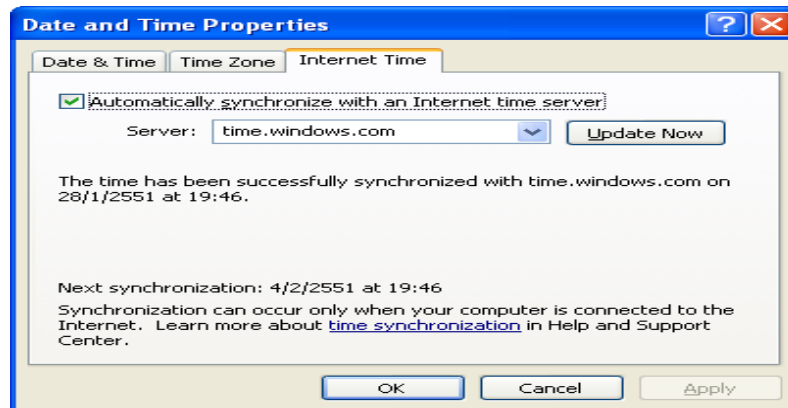 Date and Time Properties
Date & Time
Time Zone
Internet Time
Automatically synchronize with an Internet time server
Server: time.windows.com
Update Now
The time has been successfully synchronized with time.windows.com on
28/1/2551 at 19:46.
Next synchronization: 4/2/2551 at 19:46
Synchronization can occur only when your computer is connected to the
Internet. Learn more about time synchronization in Help and Support
Center.
OK
Cancel
Apply